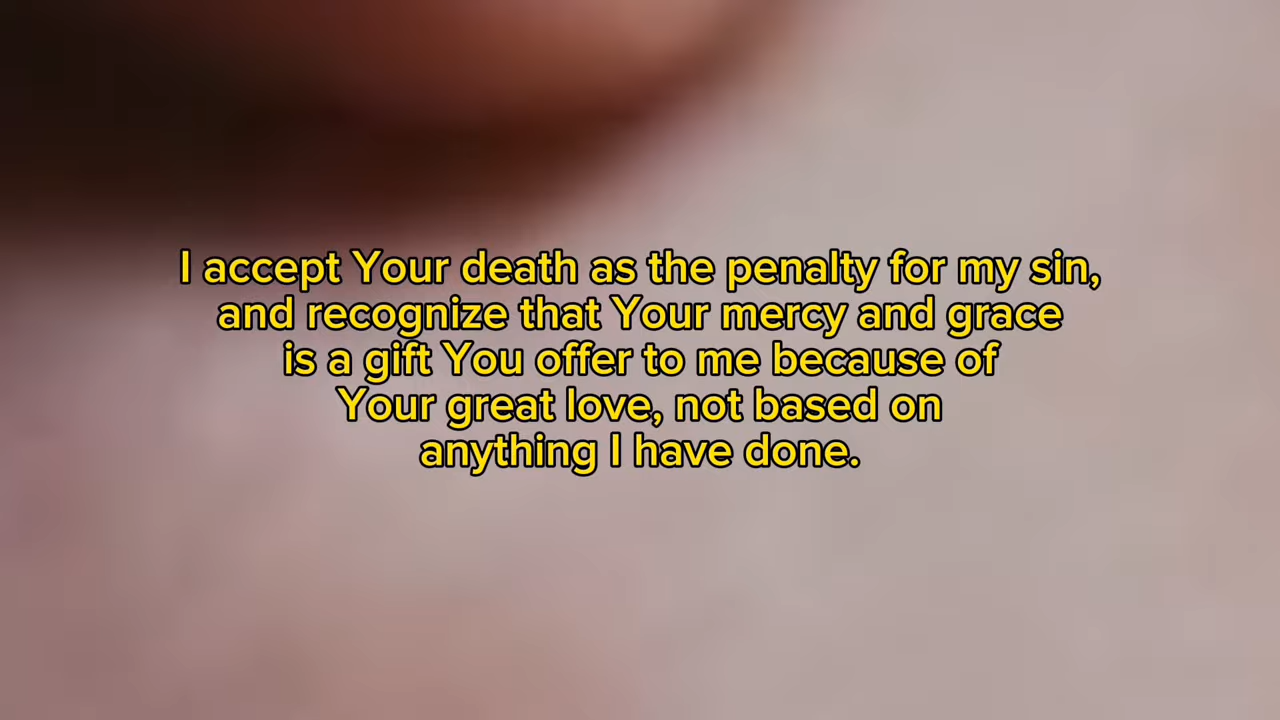 I accept Your death as the penalty for my sin,
and recognize that Your mercy and grace
is a gift You offer to me because of
Your great love, not based on
anything I have done.